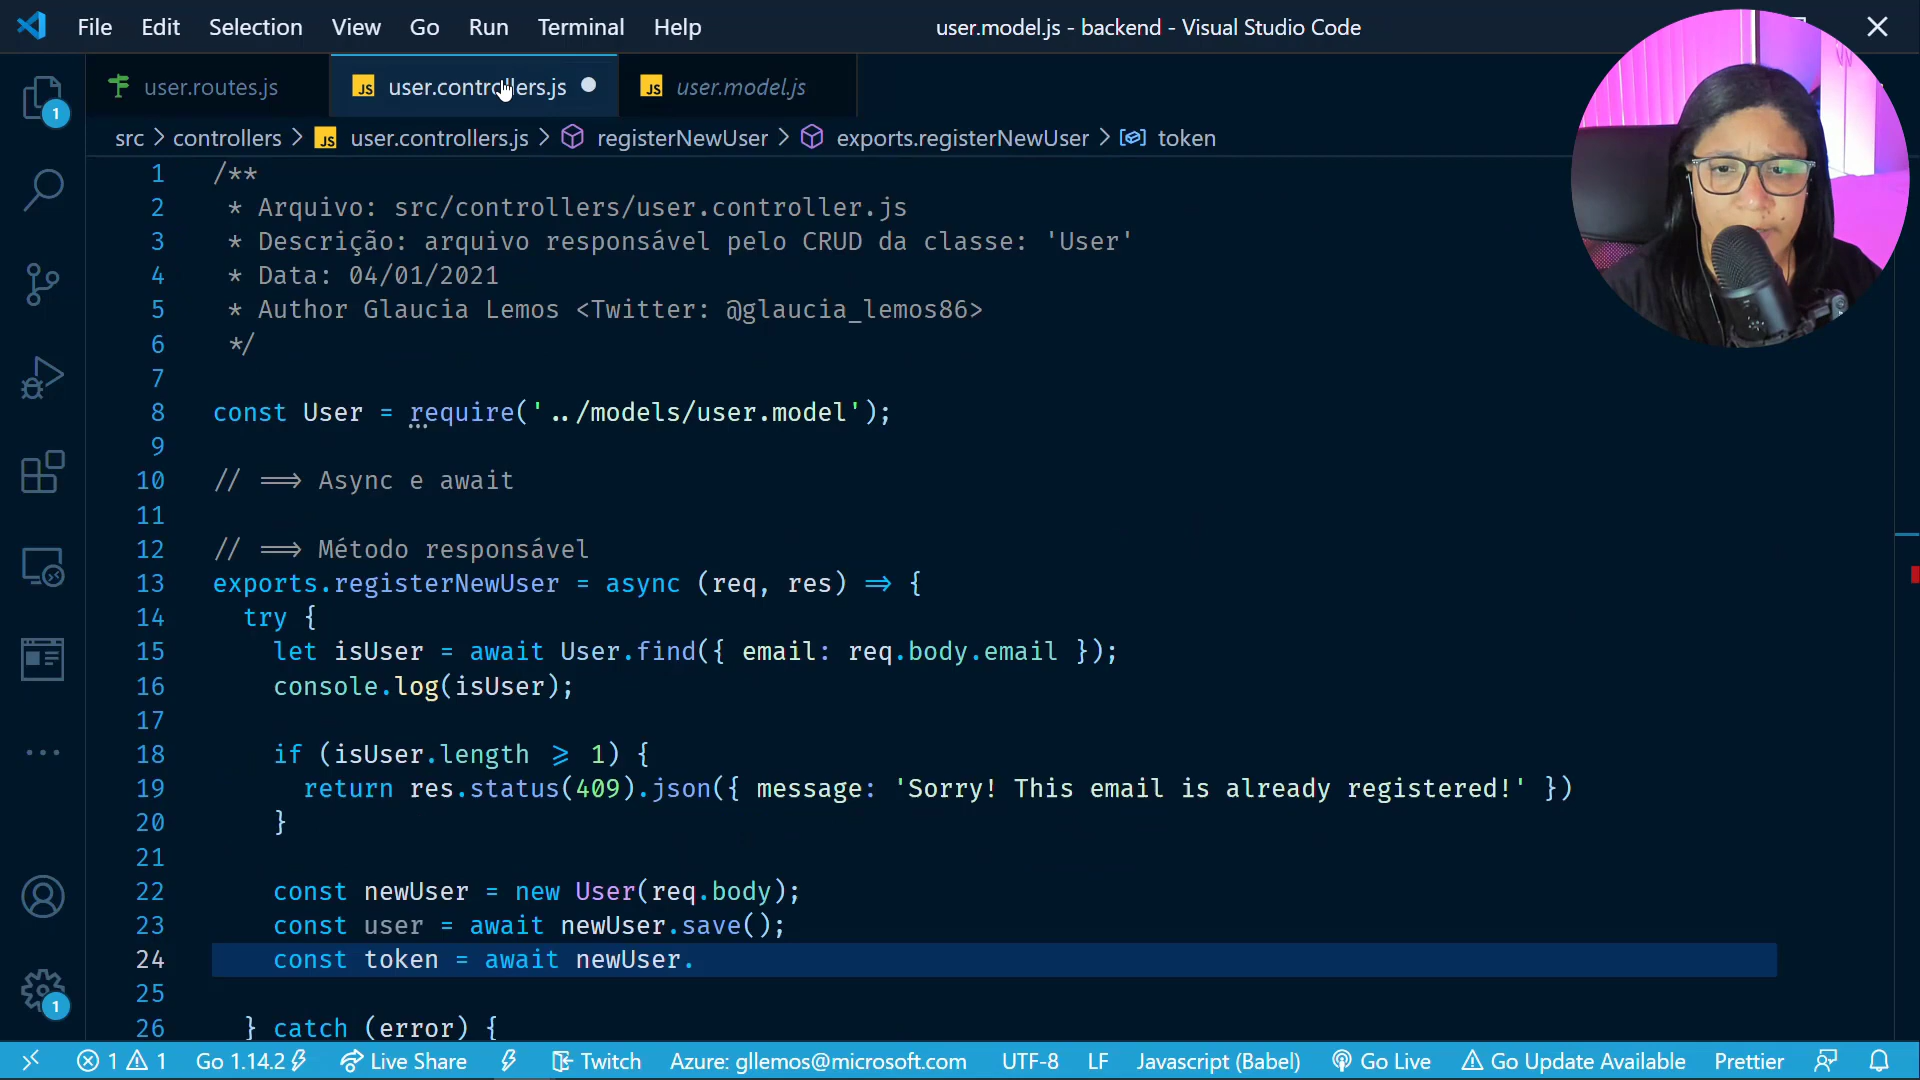 File Edit Selection View Go Run Terminal Help user.model.js - backend - Visual Studio Code
user.routes.js user.controllers.js user.model.js
src > controllers > user.controllers.js > registerNewUser > exports.registerNewUser > token
1 /**
2 * Arquivo: src/controllers/user.controller.js
3 * Descrição: arquivo responsável pelo CRUD da classe: 'User'
4 * Data: 04/01/2021
5 * Author Glaucia Lemos <Twitter: @glaucia_lemos86>
6 */
7
8 const User = require('../models/user.model');
9
10 // ==> Async e await
11
12 // ==> Método responsável
13 exports.registerNewUser = async (req, res) => {
14 try {
15 let isUser = await User.find({ email: req.body.email });
16 console.log(isUser);
17
18 if (isUser.length >= 1) {
19 return res.status(409).json({ message: 'Sorry! This email is already registered!' })
20 }
21
22 const newUser = new User(req.body);
23 const user = await newUser.save();
24 const token = await newUser.
25
26 } catch (error) {
1
1
1 1 Go 1.14.2 Live Share Twitch Azure: gllemos@microsoft.com UTF-8 LF Javascript (Babel) Go Live Go Update Available Prettier